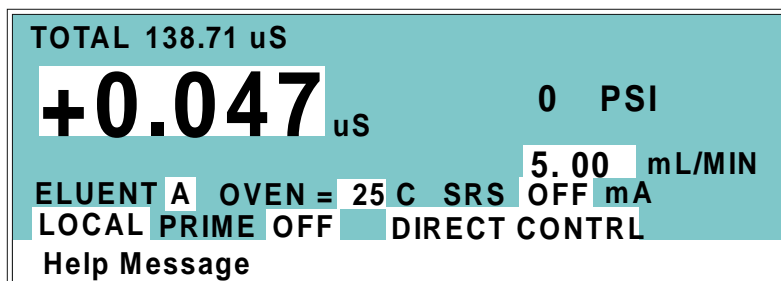 TOTAL 138.71 uS
+0.047 uS 0 PSI
5.00 mL/MIN
ELUENT A OVEN = 25 C SRS OFF mA
LOCAL PRIME OFF DIRECT CONTRL
Help Message